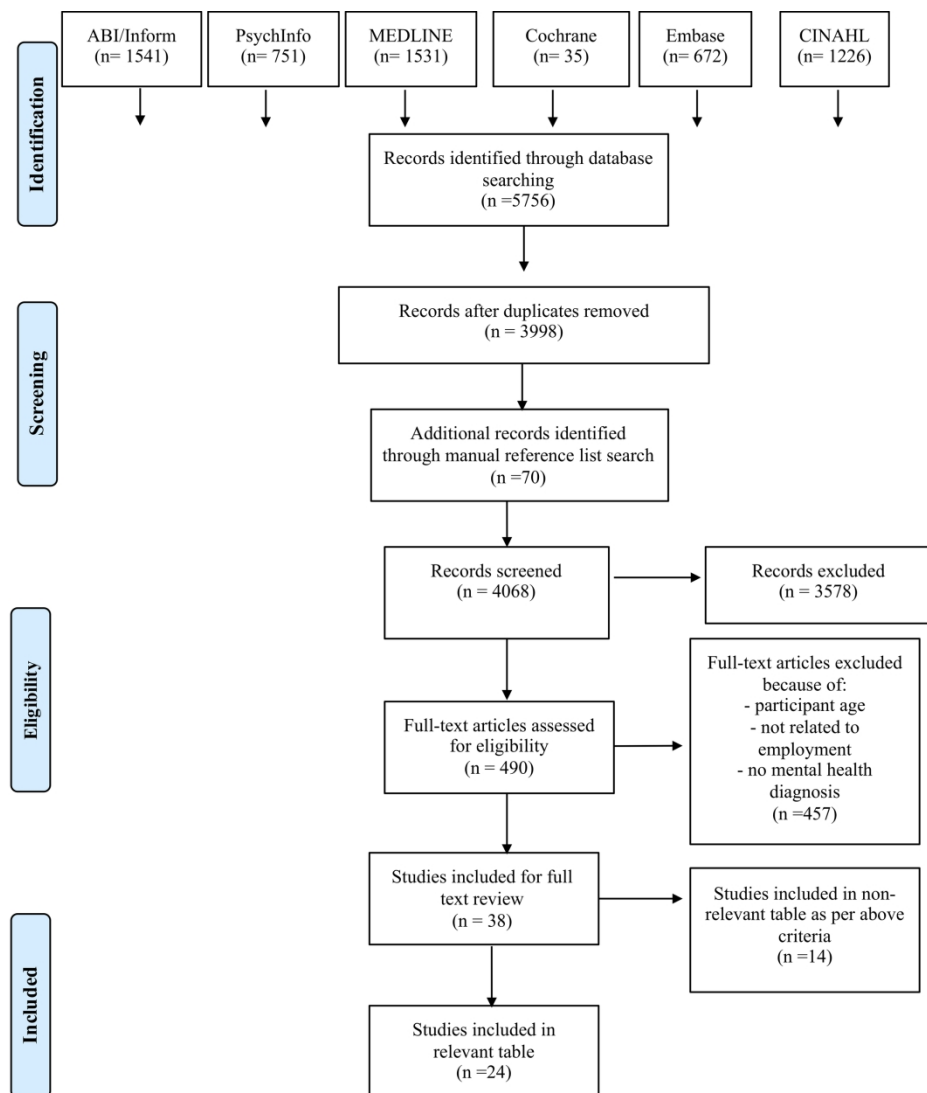 ABI/Inform
(n= 1541)
PsychInfo
(n= 751)
MEDLINE
(n= 1531)
Cochrane
(n= 35)
Embase
(n= 672)
CINAHL
(n= 1226)
Identification
Records identified through database
searching
(n =5756)
Screening
Records after duplicates removed
(n = 3998)
Additional records identified
through manual reference list search
(n =70)
Records screened
(n = 4068)
Records excluded
(n = 3578)
Eligibility
Full-text articles assessed
for eligibility
(n = 490)
Full-text articles excluded
because of:
- participant age
- not related to
employment
- no mental health
diagnosis
(n =457)
Studies included for full
text review
(n = 38)
Studies included in non-
relevant table as per above
criteria
(n =14)
Included
Studies included in
relevant table
(n =24)